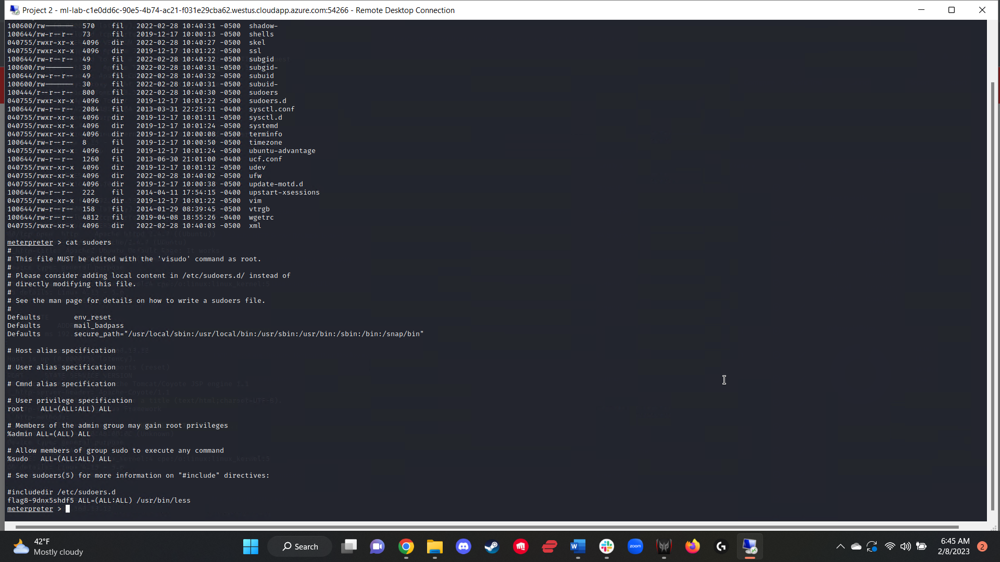 Project 2 - ml-lab-c1e0dd6c-90e5-4b74-ac21-f031e29cba62.westus.cloudapp.azure.com:54266 - Remote Desktop Connection
100600/rw------- 570 fil 2022-02-28 10:40:31 -0500 shadow-
100644/rw-r--r-- 73 fil 2019-12-17 10:00:13 -0500 shells
040755/rwxr-xr-x 4096 dir 2022-02-28 10:40:27 -0500 skel
040755/rwxr-xr-x 4096 dir 2019-12-17 10:01:22 -0500 ssl
100644/rw-r--r-- 49 fil 2022-02-28 10:40:32 -0500 subgid
100600/rw------- 30 fil 2022-02-28 10:40:31 -0500 subgid-
100644/rw-r--r-- 49 fil 2022-02-28 10:40:32 -0500 subuid
100600/rw------- 30 fil 2022-02-28 10:40:31 -0500 subuid-
100444/r--r--r-- 800 fil 2022-02-28 10:40:30 -0500 sudoers
040755/rwxr-xr-x 4096 dir 2019-12-17 10:01:22 -0500 sudoers.d
100644/rw-r--r-- 2084 fil 2013-03-31 22:25:31 -0400 sysctl.conf
040755/rwxr-xr-x 4096 dir 2019-12-17 10:01:11 -0500 sysctl.d
040755/rwxr-xr-x 4096 dir 2019-12-17 10:01:24 -0500 systemd
040755/rwxr-xr-x 4096 dir 2019-12-17 10:00:08 -0500 terminfo
100644/rw-r--r-- 8 fil 2019-12-17 10:00:50 -0500 timezone
040755/rwxr-xr-x 4096 dir 2019-12-17 10:01:24 -0500 ubuntu-advantage
100644/rw-r--r-- 1260 fil 2013-06-30 21:01:00 -0400 ucf.conf
040755/rwxr-xr-x 4096 dir 2019-12-17 10:01:12 -0500 udev
040755/rwxr-xr-x 4096 dir 2022-02-28 10:40:02 -0500 ufw
040755/rwxr-xr-x 4096 dir 2019-12-17 10:00:38 -0500 update-motd.d
100644/rw-r--r-- 222 fil 2014-04-11 17:54:15 -0400 upstart-xsessions
040755/rwxr-xr-x 4096 dir 2019-12-17 10:01:22 -0500 vim
100644/rw-r--r-- 158 fil 2014-01-29 08:39:45 -0500 vtrgb
100644/rw-r--r-- 4812 fil 2019-04-08 18:55:26 -0400 wgetrc
040755/rwxr-xr-x 4096 dir 2022-02-28 10:40:03 -0500 xml
meterpreter > cat sudoers
#
# This file MUST be edited with the 'visudo' command as root.
#
# Please consider adding local content in /etc/sudoers.d/ instead of
# directly modifying this file.
#
# See the man page for details on how to write a sudoers file.
#
Defaults env_reset
Defaults mail_badpass
Defaults secure_path="/usr/local/sbin:/usr/local/bin:/usr/sbin:/usr/bin:/sbin:/bin:/snap/bin"
# Host alias specification
# User alias specification
# Cmnd alias specification
# User privilege specification
root ALL=(ALL:ALL) ALL
# Members of the admin group may gain root privileges
%admin ALL=(ALL) ALL
# Allow members of group sudo to execute any command
%sudo ALL=(ALL:ALL) ALL
# See sudoers(5) for more information on "#include" directives:
#includedir /etc/sudoers.d
flag8-9dnx5shdf5 ALL=(ALL:ALL) /usr/bin/less
meterpreter >
42°F
Mostly cloudy
Search
zoom
6:45 AM
2/8/2023
2